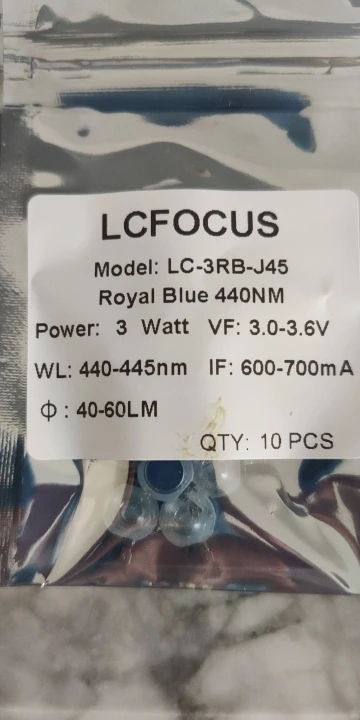 LCFOCUS
Model: LC-3RB-J45
Royal Blue 440NM
Power: 3 Watt VF: 3.0-3.6V
WL: 440-445nm IF: 600-700mA
Φ : 40-60LM
QTY: 10 PCS